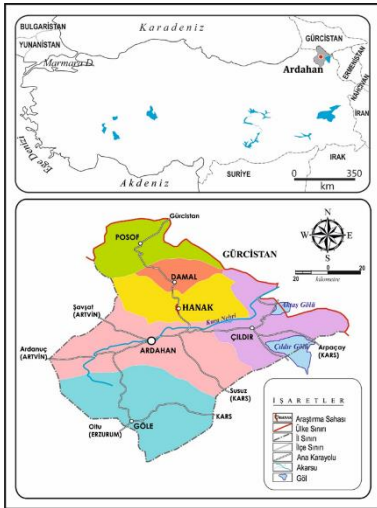 BULGARİSTAN
YUNANİSTAN
Marmara D.
Karadeniz
GÜRCİSTAN
Ardahan
ERMENİSTAN
NAHCIVAN
İRAN
Ege Denizi
Akdeniz
SURİYE
IRAK
0 350
km
Gürcistan
POSOF
GÜRCİSTAN
N
W E
S
DAMAL
20 0 20
kilometre
HANAK
Aktaş Gölü
Şavşat
(ARTVİN)
Kura Nehri
ÇILDIR
Çıldır Gölü
Arpaçay
(KARS)
Ardanuç
(ARTVİN)
ARDAHAN
Susuz
(KARS)
KARS
Oltu
(ERZURUM)
GÖLE
İŞARETLER
Araştırma Sahası
Ülke Sınırı
İl Sınırı
İlçe Sınırı
Ana Karayolu
Akarsu
Göl